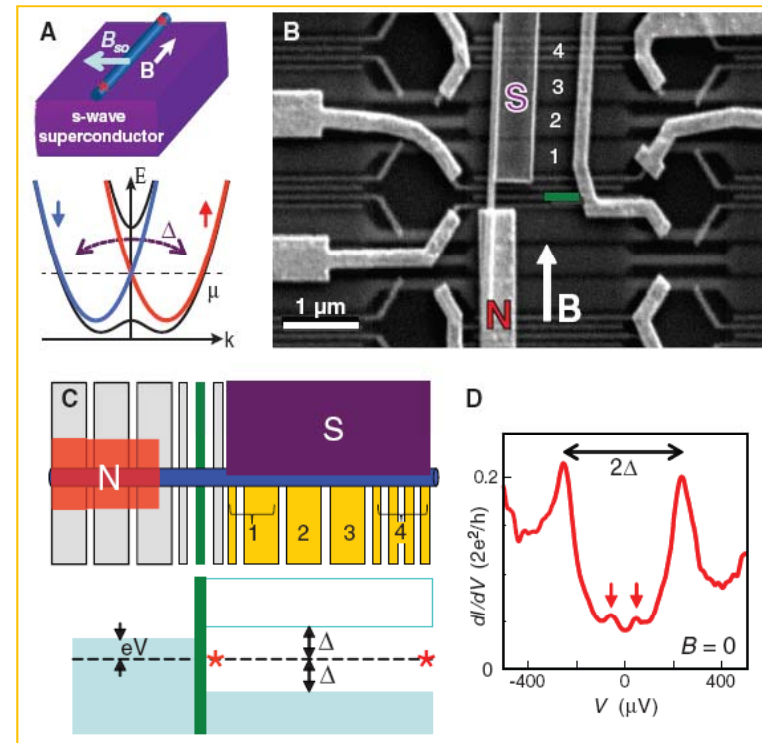 A
B_so
B
s-wave
superconductor
E
Δ
μ
k
B
4
3
S
2
1
N
B
1 μm
C
S
N
1 2 3 4
eV
Δ
Δ
D
2Δ
0.2
dI/dV (2e²/h)
B = 0
0
-400 0 400
V (μV)